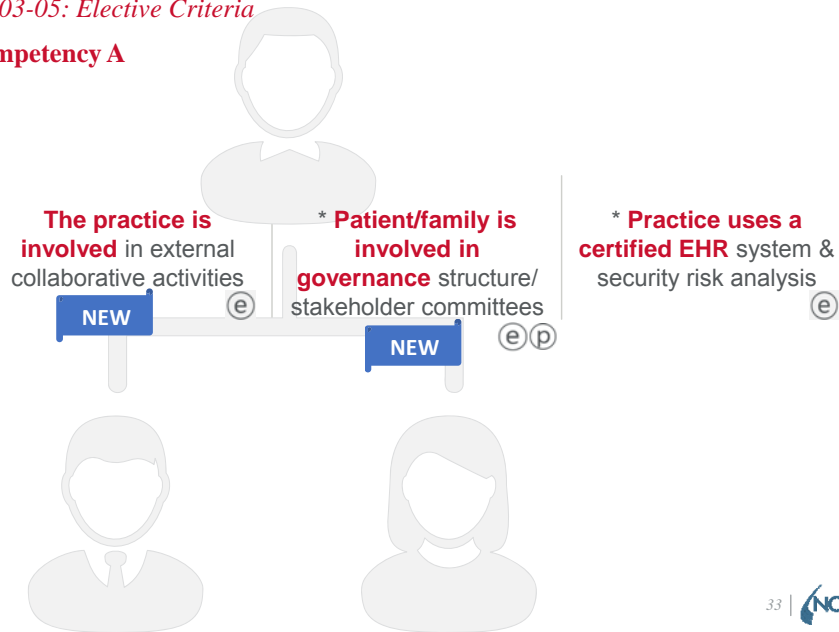 03-05: Elective Criteria
mpetency A
The practice is
involved in external
collaborative activities
e
NEW
* Patient/family is
involved in
governance structure/
stakeholder committees
e p
NEW
* Practice uses a
certified EHR system &
security risk analysis
e
33 | NC